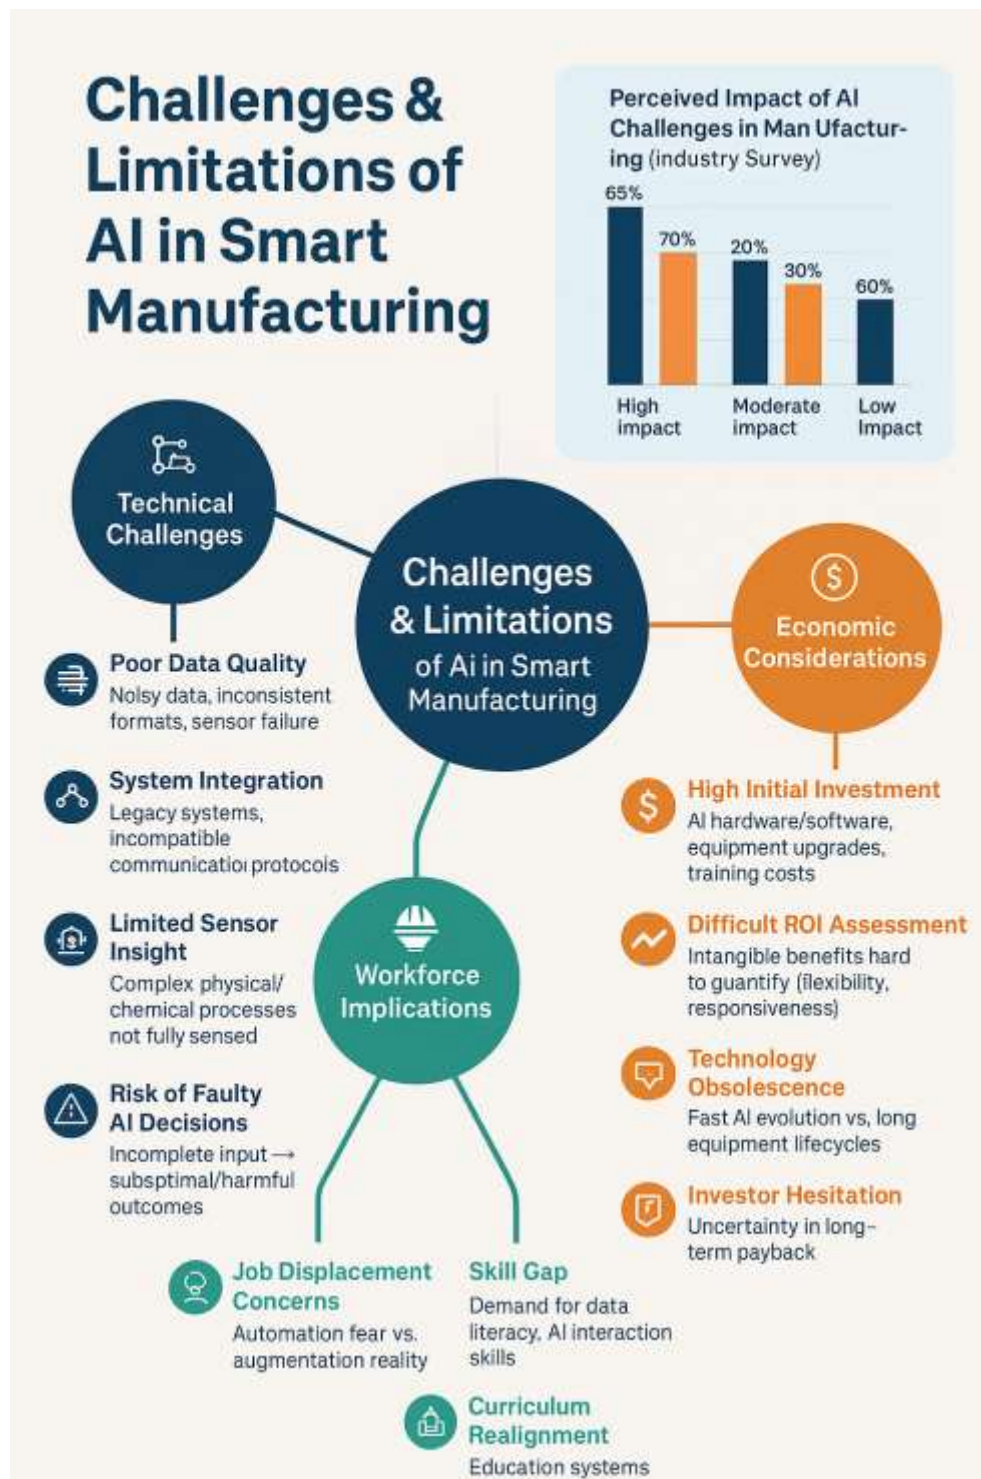 Challenges &
Limitations of
AI in Smart
Manufacturing
Perceived Impact of AI
Challenges in Man Ufactur-
ing (industry Survey)
65%
70%
20%
30%
60%
High
impact
Moderate
impact
Low
Impact
Technical
Challenges
Challenges
& Limitations
of Ai in Smart
Manufacturing
Economic
Considerations
Poor Data Quality
Nolsy data, inconsistent
formats, sensor failure
System Integration
Legacy systems,
incompatible
communicatioı protocols
Limited Sensor
Insight
Complex physical/
chemical processes
not fully sensed
Risk of Faulty
AI Decisions
Incomplete input →
subsptimal/harmful
outcomes
Workforce
Implications
High Initial Investment
AI hardware/software,
equipment upgrades,
training costs
Difficult ROI Assessment
Intangible benefits hard
to guantify (flexibility,
responsiveness)
Technology
Obsolescence
Fast AI evolution vs, long
equipment lifecycles
Investor Hesitation
Uncertainty in long–
term payback
Job Displacement
Concerns
Automation fear vs.
augmentation reality
Skill Gap
Demand for data
literacy. AI interaction
skills
Curriculum
Realignment
Education systems